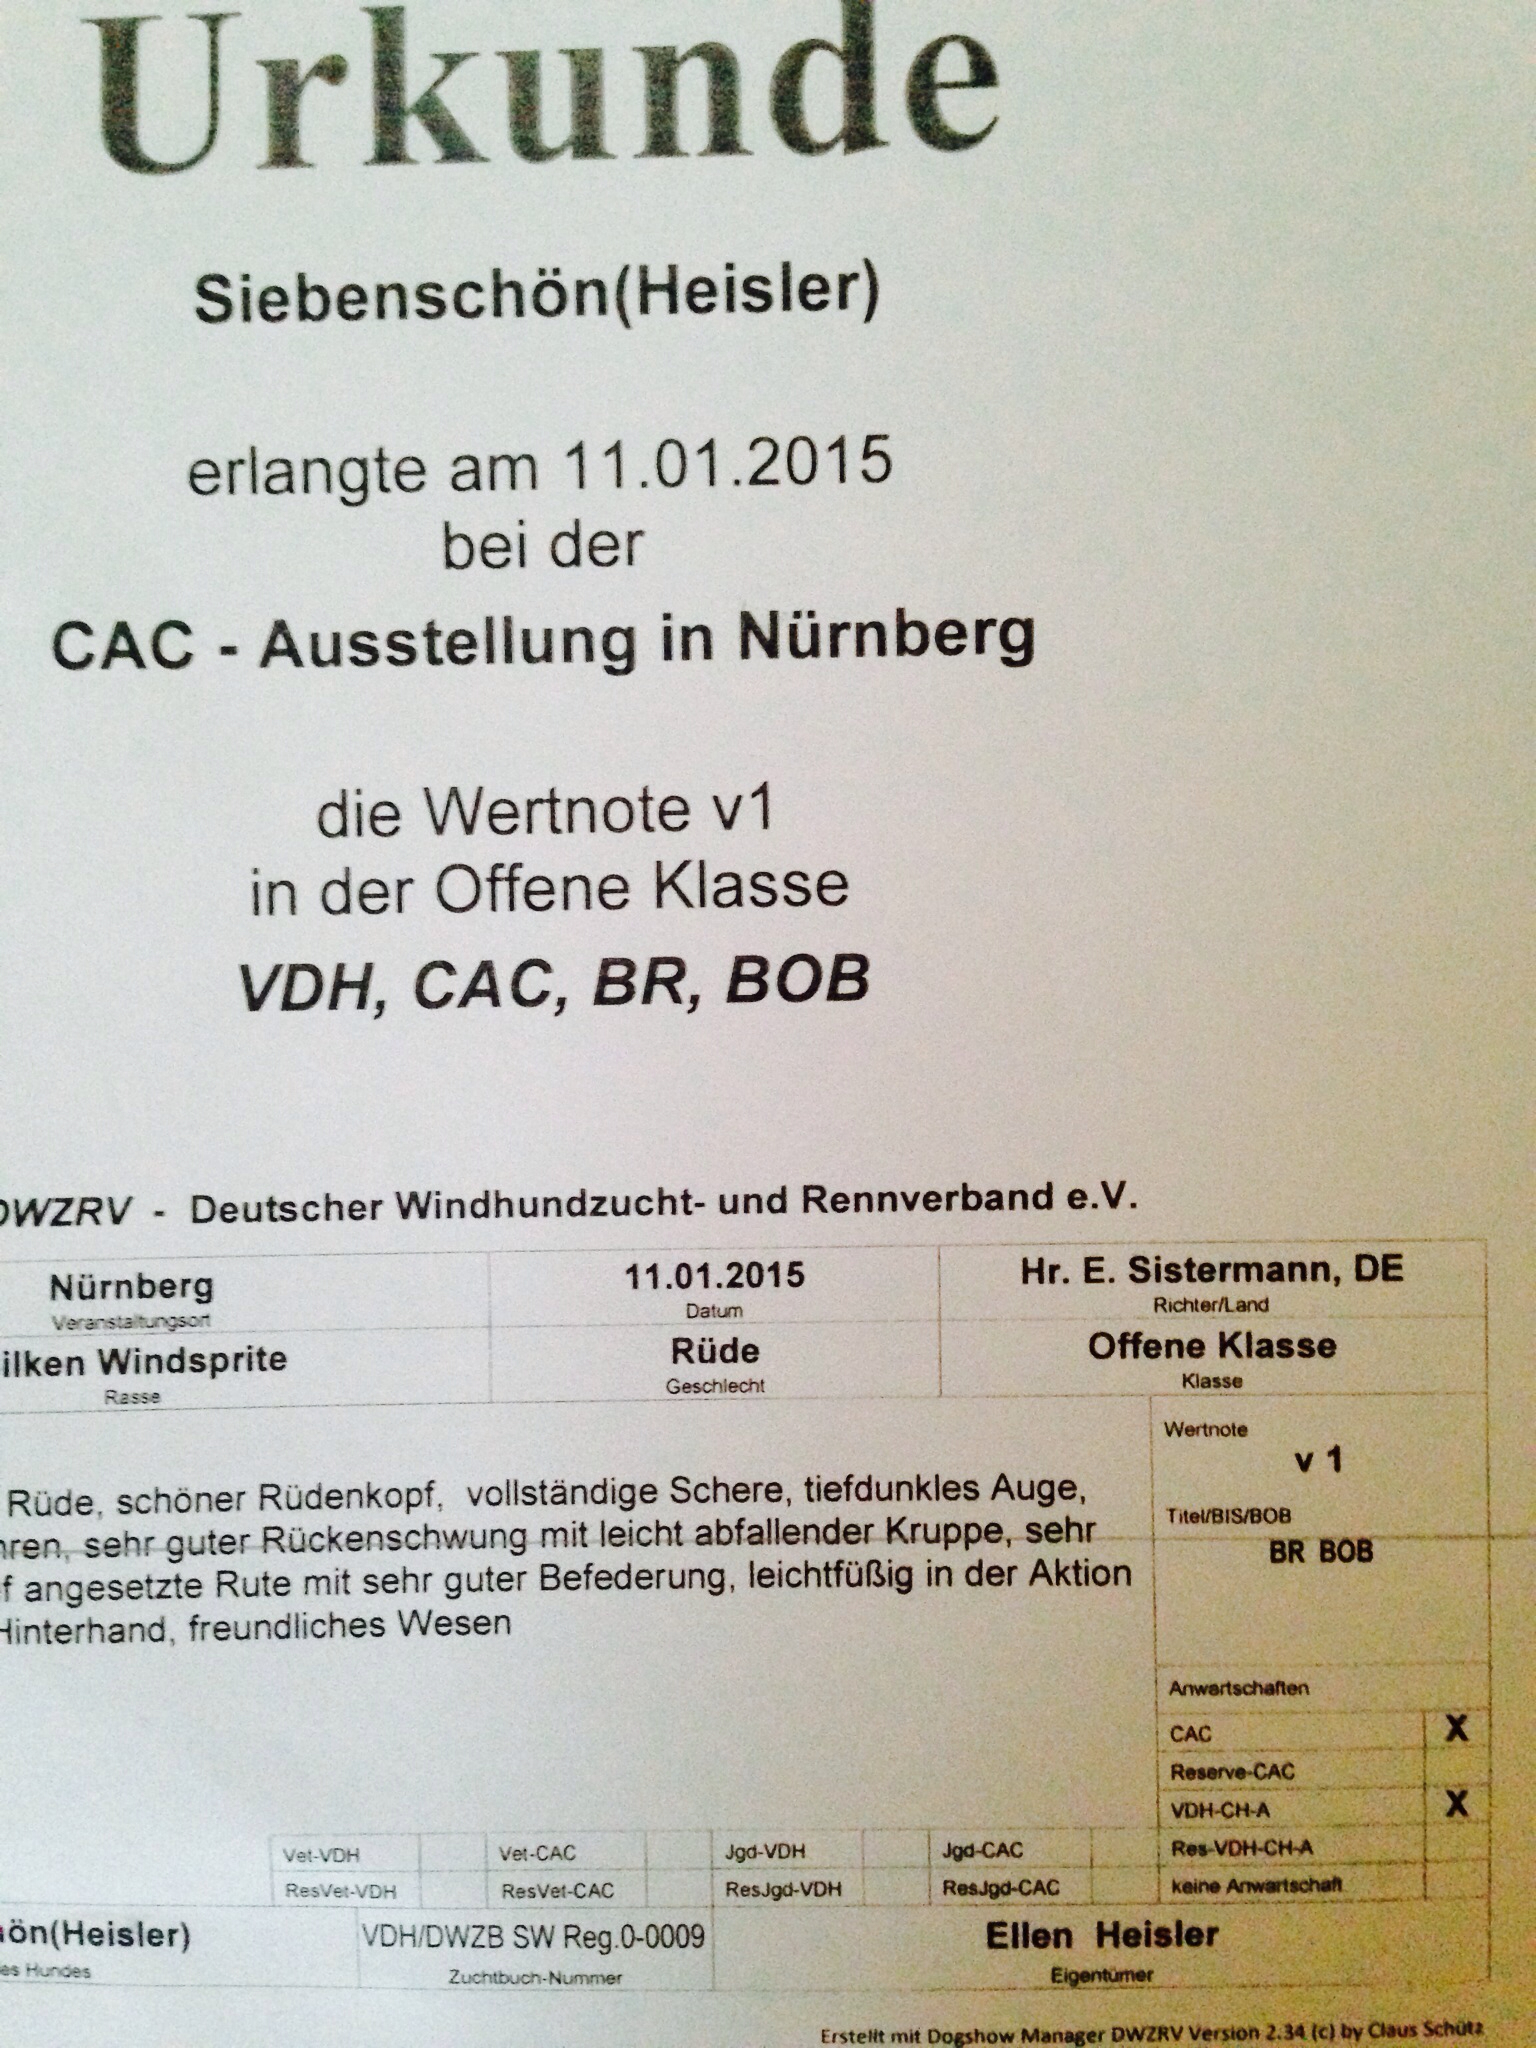 Urkunde
Siebenschön(Heisler)
erlangte am 11.01.2015
bei der
CAC - Ausstellung in Nürnberg
die Wertnote v1
in der Offene Klasse
VDH, CAC, BR, BOB
DWZRV - Deutscher Windhundzucht- und Rennverband e.V.
Nürnberg 11.01.2015 Hr. E. Sistermann, DE
Veranstaltungsort Datum Richter/Land
ilken Windsprite Rüde Offene Klasse
Rasse Geschlecht Klasse
Wertnote
v 1
Rüde, schöner Rüdenkopf, vollständige Schere, tiefdunkles Auge,
hren, sehr guter Rückenschwung mit leicht abfallender Kruppe, sehr
f angesetzte Rute mit sehr guter Befederung, leichtfüßig in der Aktion
Hinterhand, freundliches Wesen
Titel/BIS/BOB
BR BOB
Anwartschaften
CAC X
Reserve-CAC
VDH-CH-A X
Vet-VDH Vet-CAC Jgd-VDH Jgd-CAC Res-VDH-CH-A
ResVet-VDH ResVet-CAC ResJgd-VDH ResJgd-CAC keine Anwartschaft
ön(Heisler) VDH/DWZB SW Reg.0-0009 Ellen Heisler
es Hundes Zuchtbuch-Nummer Eigentümer
Erstellt mit Dogshow Manager DWZRV Version 2.34 (c) by Claus Schütz